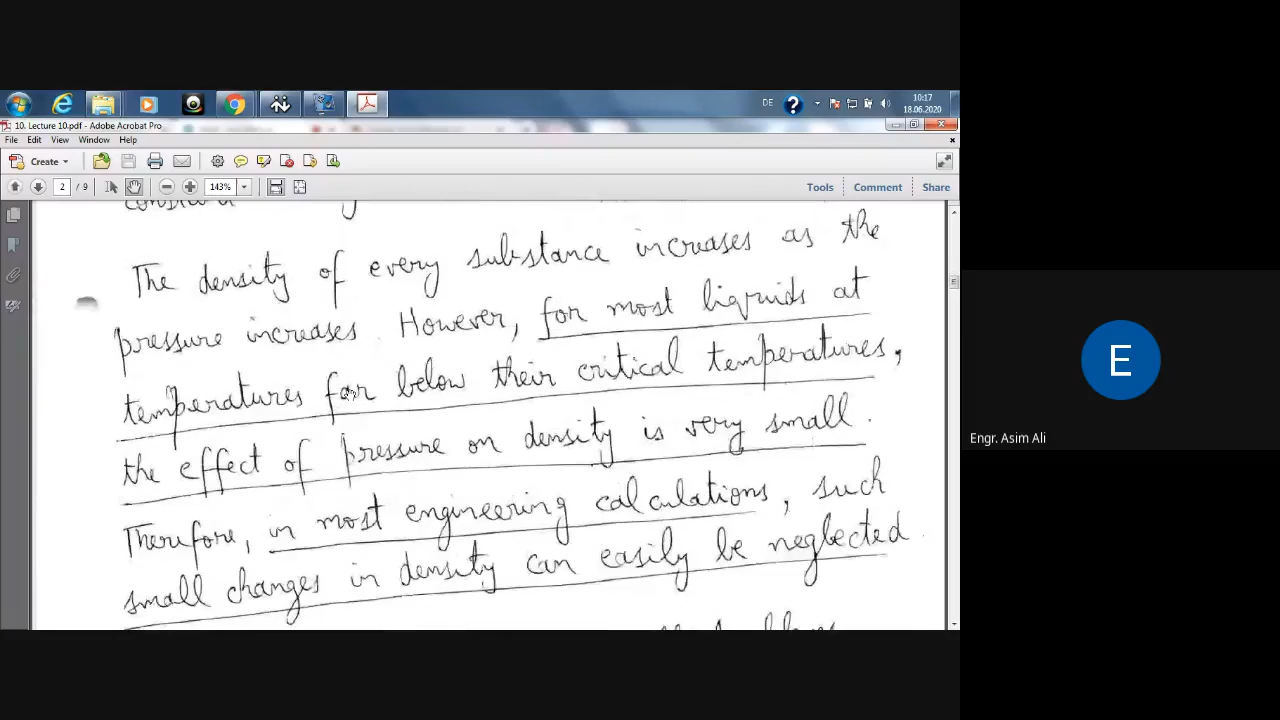 DE
10:17
18.06.2020
10. Lecture 10.pdf - Adobe Acrobat Pro
File Edit View Window Help
Create
2 / 9
143%
Tools Comment Share
The density of every substance increases as the
pressure increases. However, for most liquids at
temperatures far below their critical temperatures,
the effect of pressure on density is very small.
Therefore, in most engineering calculations, such
small changes in density can easily be neglected.
E
Engr. Asim Ali